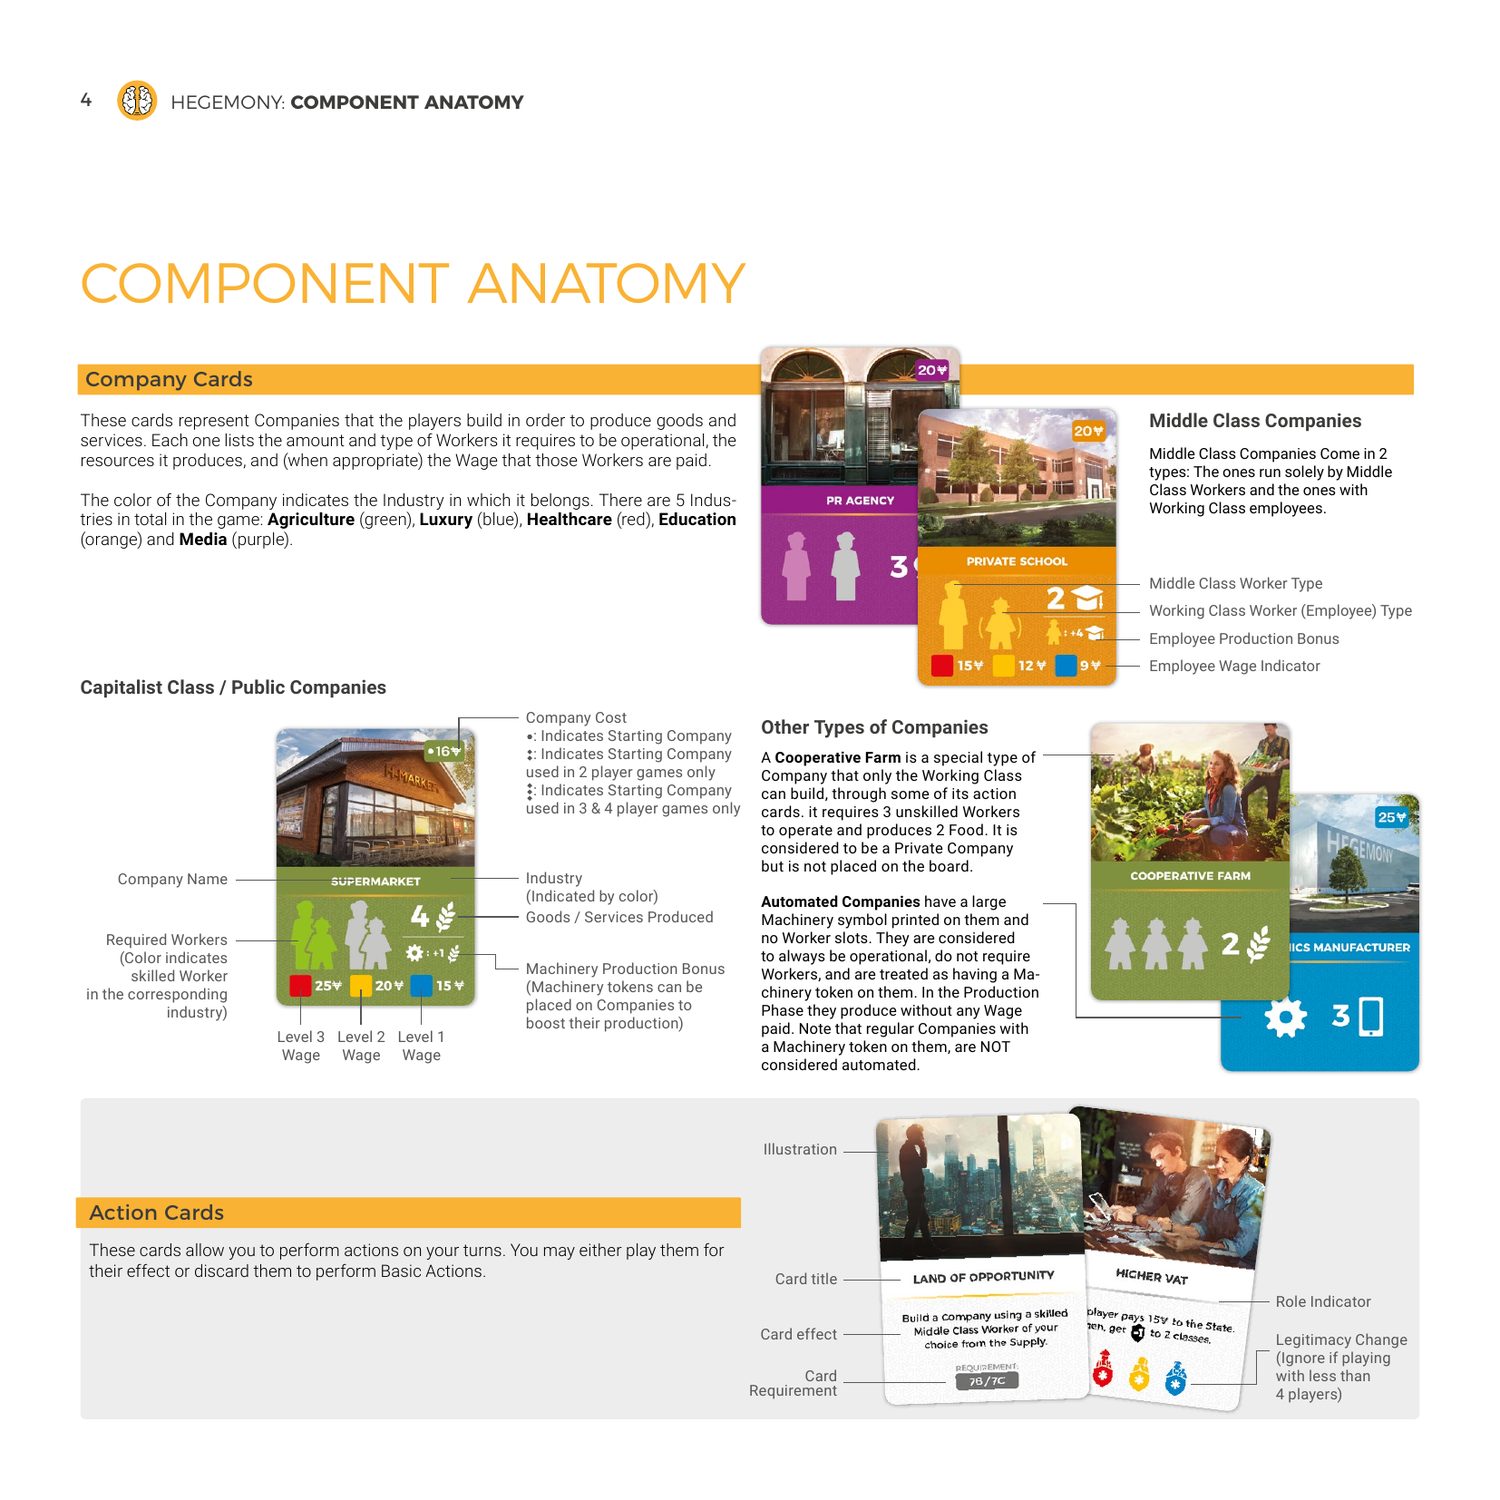 4
HEGEMONY: COMPONENT ANATOMY
COMPONENT ANATOMY
Company Cards
These cards represent Companies that the players build in order to produce goods and
services. Each one lists the amount and type of Workers it requires to be operational, the
resources it produces, and (when appropriate) the Wage that those Workers are paid.
The color of the Company indicates the Industry in which it belongs. There are 5 Indus-
tries in total in the game: Agriculture (green), Luxury (blue), Healthcare (red), Education
(orange) and Media (purple).
20
PR AGENCY
3
20
PRIVATE SCHOOL
2
: +4
15 12 9
Middle Class Companies
Middle Class Companies Come in 2
types: The ones run solely by Middle
Class Workers and the ones with
Working Class employees.
Middle Class Worker Type
Working Class Worker (Employee) Type
Employee Production Bonus
Employee Wage Indicator
Capitalist Class / Public Companies
Company Cost
•: Indicates Starting Company
: Indicates Starting Company
used in 2 player games only
: Indicates Starting Company
used in 3 & 4 player games only
•16
H-MARKET
SUPERMARKET
4
: +1
25 20 15
Company Name
Required Workers
(Color indicates
skilled Worker
in the corresponding
industry)
Industry
(Indicated by color)
Goods / Services Produced
Machinery Production Bonus
(Machinery tokens can be
placed on Companies to
boost their production)
Level 3 Level 2 Level 1
Wage Wage Wage
Other Types of Companies
A Cooperative Farm is a special type of
Company that only the Working Class
can build, through some of its action
cards. it requires 3 unskilled Workers
to operate and produces 2 Food. It is
considered to be a Private Company
but is not placed on the board.
Automated Companies have a large
Machinery symbol printed on them and
no Worker slots. They are considered
to always be operational, do not require
Workers, and are treated as having a Ma-
chinery token on them. In the Production
Phase they produce without any Wage
paid. Note that regular Companies with
a Machinery token on them, are NOT
considered automated.
COOPERATIVE FARM
2
25
HEGEMONY
ICS MANUFACTURER
3
Action Cards
These cards allow you to perform actions on your turns. You may either play them for
their effect or discard them to perform Basic Actions.
Illustration
Card title
Card effect
Card
Requirement
LAND OF OPPORTUNITY
Build a Company using a skilled
Middle Class Worker of your
choice from the Supply.
REQUIREMENT:
7B/7C
HIGHER VAT
player pays 15 to the State.
hen, get -1 to 2 classes.
Role Indicator
Legitimacy Change
(Ignore if playing
with less than
4 players)